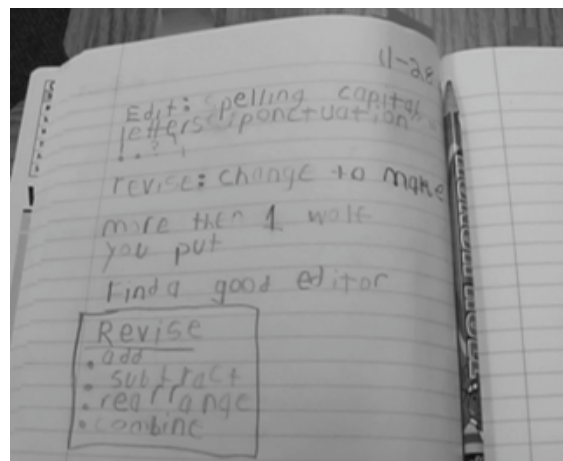 11-28
Edit: spelling capital
letters ponctuation
. . ? !
revise: change to make
more then 1
you put
Find a good editor
Revise
• add
• subtract
• rearrange
• combine